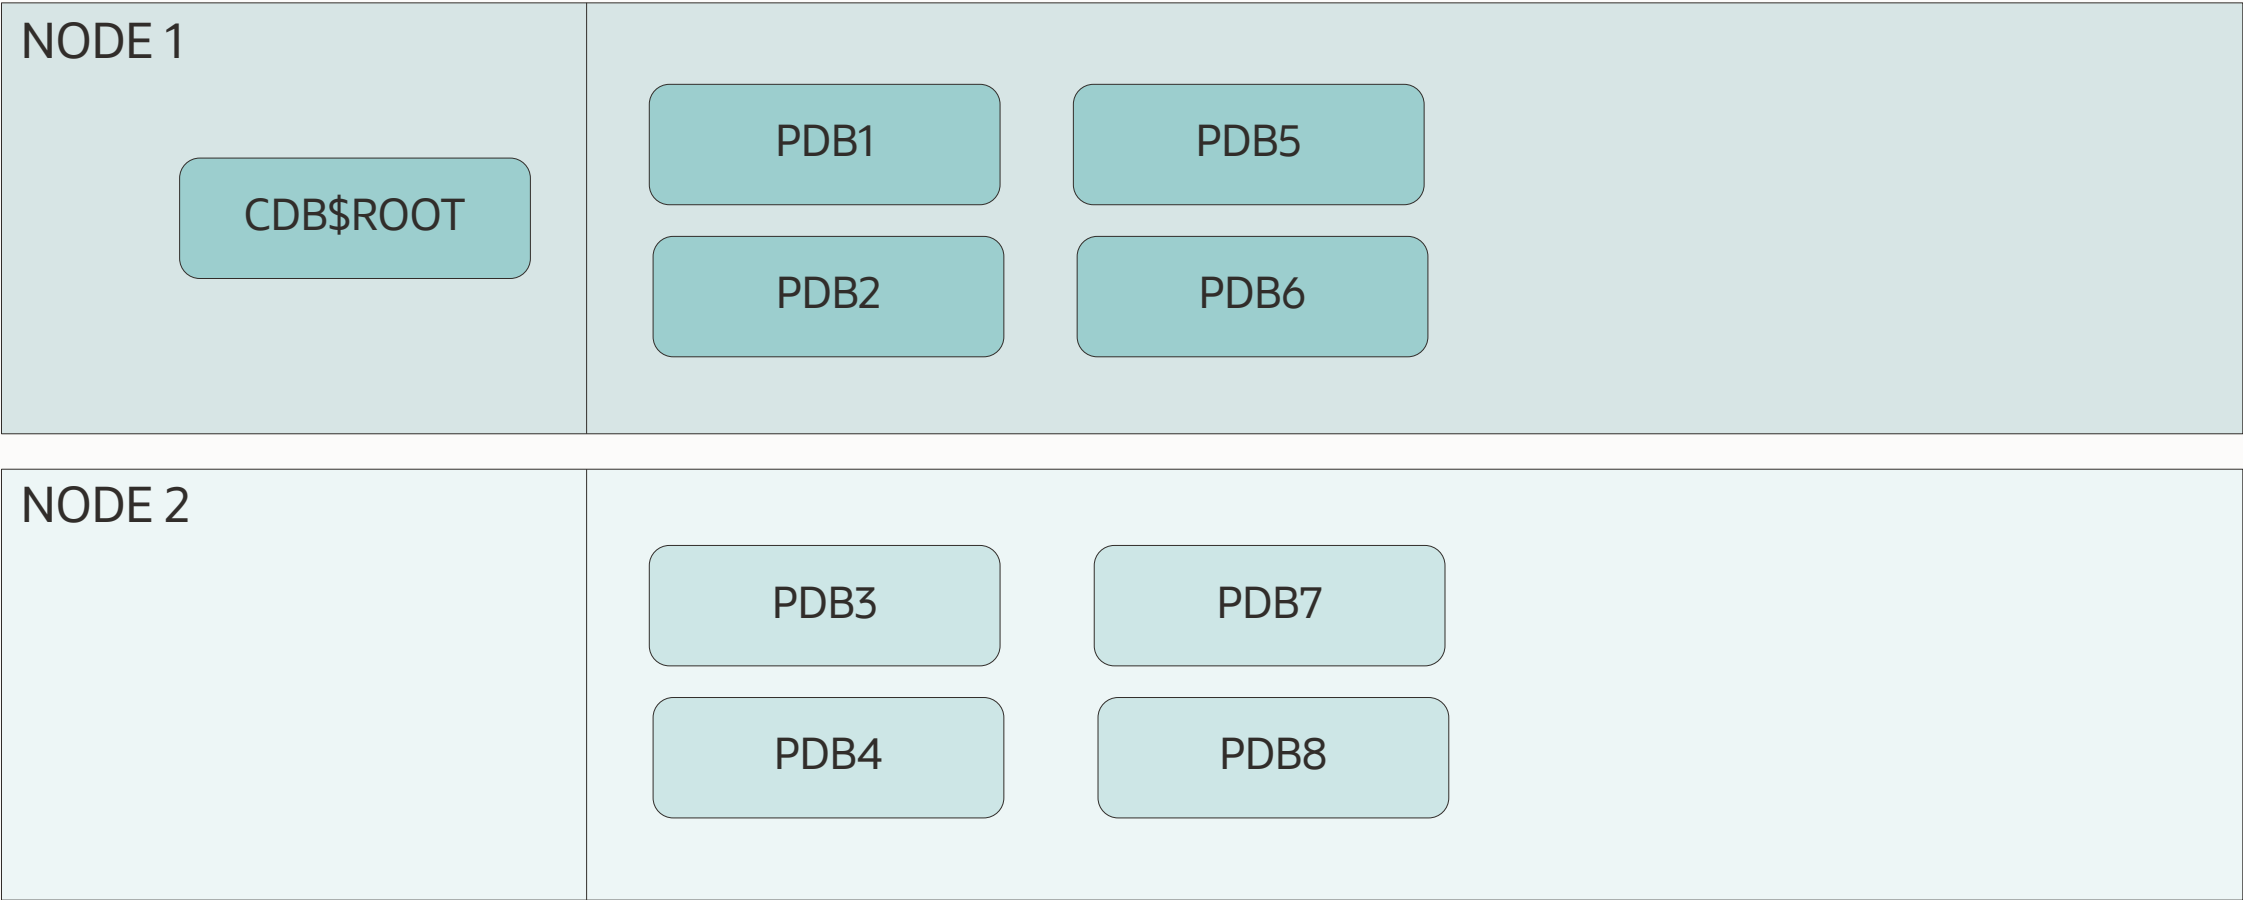 NODE 1
CDB$ROOT
PDB1
PDB5
PDB2
PDB6
NODE 2
PDB3
PDB7
PDB4
PDB8